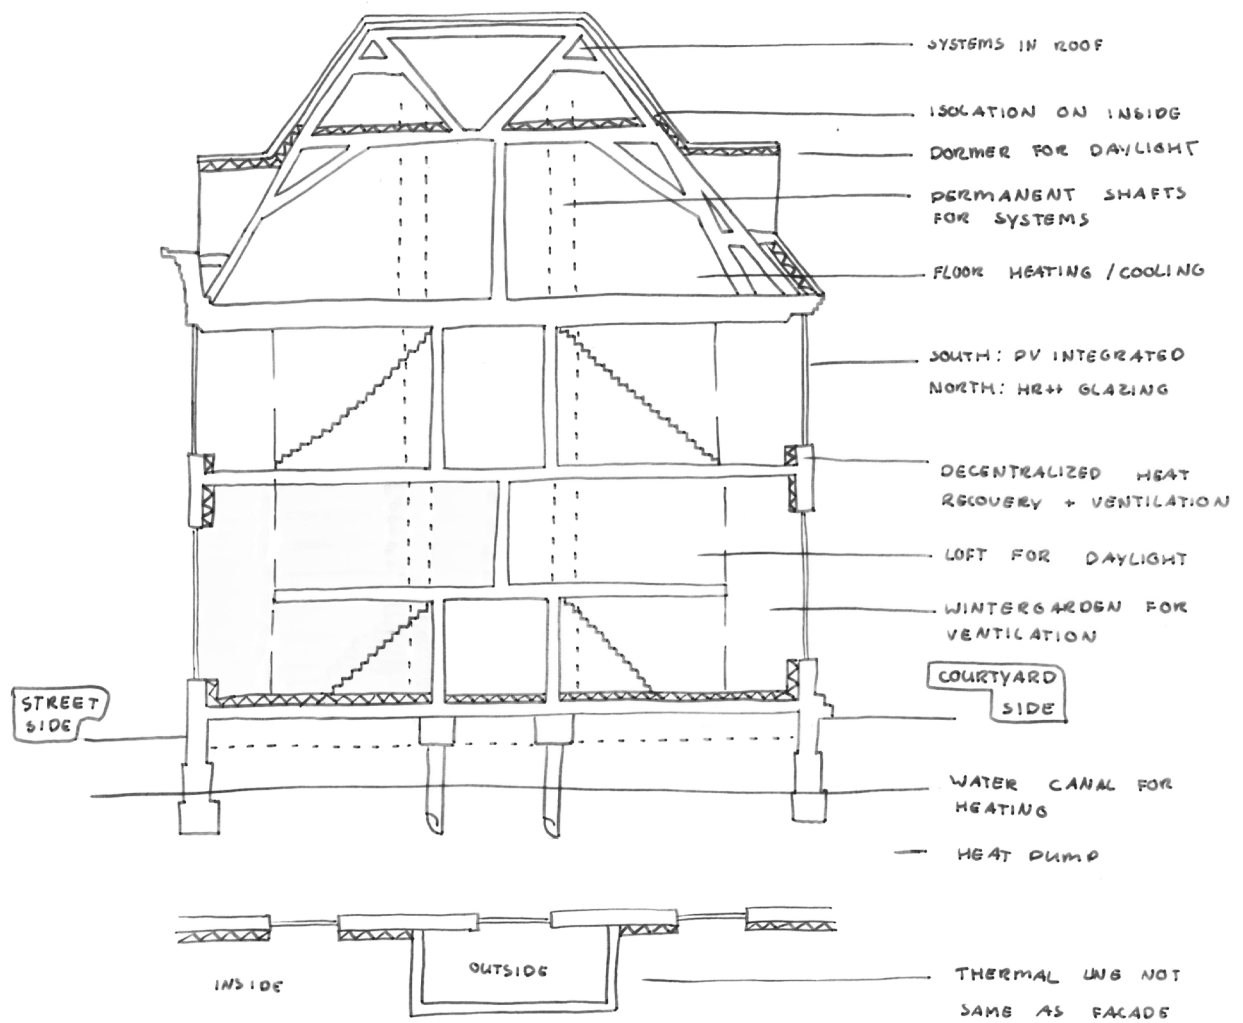 SYSTEMS IN ROOF
ISOLATION ON INSIDE
DORMER FOR DAYLIGHT
PERMANENT SHAFTS
FOR SYSTEMS
FLOOR HEATING / COOLING
SOUTH: PV INTEGRATED
NORTH: HR++ GLAZING
DECENTRALIZED HEAT
RECOVERY + VENTILATION
LOFT FOR DAYLIGHT
WINTERGARDEN FOR
VENTILATION
STREET
SIDE
COURTYARD
SIDE
WATER CANAL FOR
HEATING
HEAT PUMP
INSIDE
OUTSIDE
THERMAL LINE NOT
SAME AS FACADE